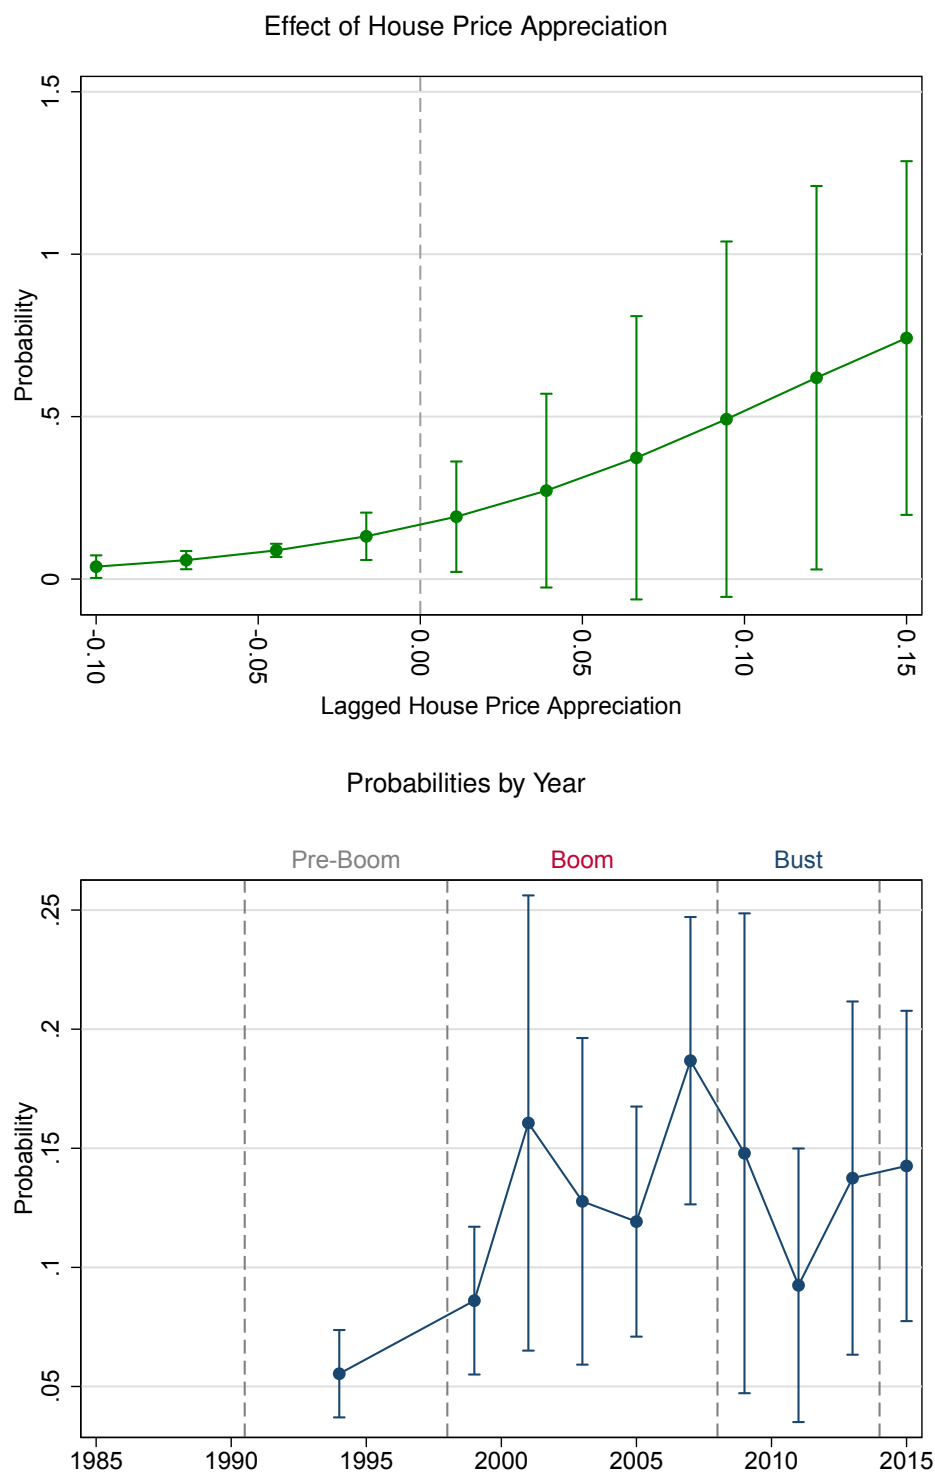 Effect of House Price Appreciation
1.5
1
.5
0
Probability
-0.10 -0.05 0.00 0.05 0.10 0.15
Lagged House Price Appreciation
Probabilities by Year
Pre-Boom Boom Bust
.25
.2
.15
.1
.05
Probability
1985 1990 1995 2000 2005 2010 2015